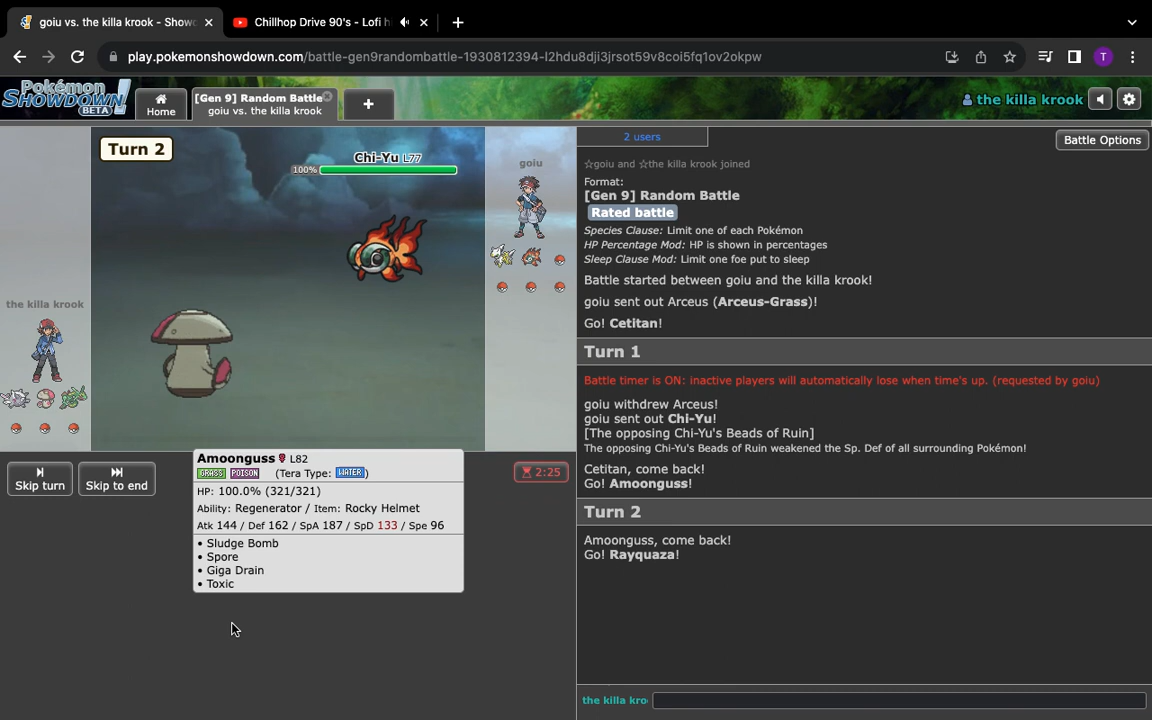 goiu vs. the killa krook - Show
Chillhop Drive 90's - Lofi h
play.pokemonshowdown.com/battle-gen9randombattle-1930812394-l2hdu8dji3jrsot59v8coi5fq1ov2okpw
T
Pokémon
Showdown!
BETA
Home
[Gen 9] Random Battle
goiu vs. the killa krook
the killa krook
2 users
Battle Options
Turn 2
Chi-Yu L77
100%
goiu
the killa krook
☆goiu and ☆the killa krook joined
Format:
[Gen 9] Random Battle
Rated battle
Species Clause: Limit one of each Pokémon
HP Percentage Mod: HP is shown in percentages
Sleep Clause Mod: Limit one foe put to sleep
Battle started between goiu and the killa krook!
goiu sent out Arceus (Arceus-Grass)!
Go! Cetitan!
Turn 1
Battle timer is ON: inactive players will automatically lose when time's up. (requested by goiu)
goiu withdrew Arceus!
goiu sent out Chi-Yu!
[The opposing Chi-Yu's Beads of Ruin]
The opposing Chi-Yu's Beads of Ruin weakened the Sp. Def of all surrounding Pokémon!
Cetitan, come back!
Go! Amoonguss!
Turn 2
Amoonguss, come back!
Go! Rayquaza!
Skip turn
Skip to end
2:25
Amoonguss L82
GRASS POISON (Tera Type: WATER)
HP: 100.0% (321/321)
Ability: Regenerator / Item: Rocky Helmet
Atk 144 / Def 162 / SpA 187 / SpD 133 / Spe 96
• Sludge Bomb
• Spore
• Giga Drain
• Toxic
the killa kro